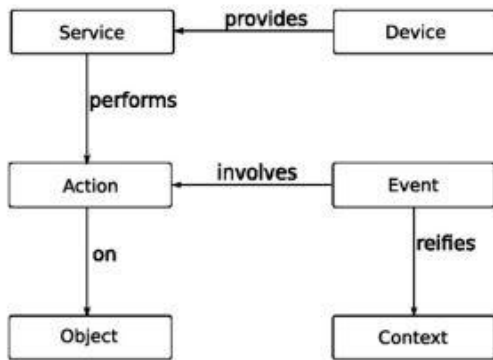 provides
Service
Device
performs
involves
Action
Event
reifies
on
Object
Context